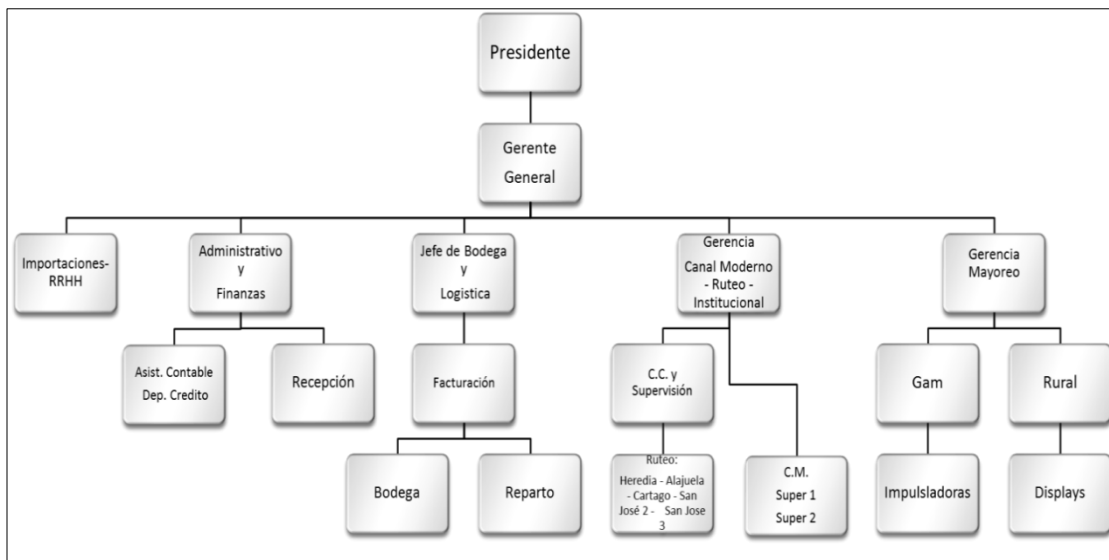 Presidente
Gerente
General
Importaciones-
RRHH
Administrativo
y
Finanzas
Jefe de Bodega
y
Logistica
Gerencia
Canal Moderno
- Ruteo -
Institucional
Gerencia
Mayoreo
Asist. Contable
Dep. Credito
Recepción
Facturación
C.C. y
Supervisión
Gam
Rural
Bodega
Reparto
Ruteo:
Heredia - Alajuela
- Cartago - San
José 2 - San Jose
3
C.M.
Super 1
Super 2
Impulsladoras
Displays